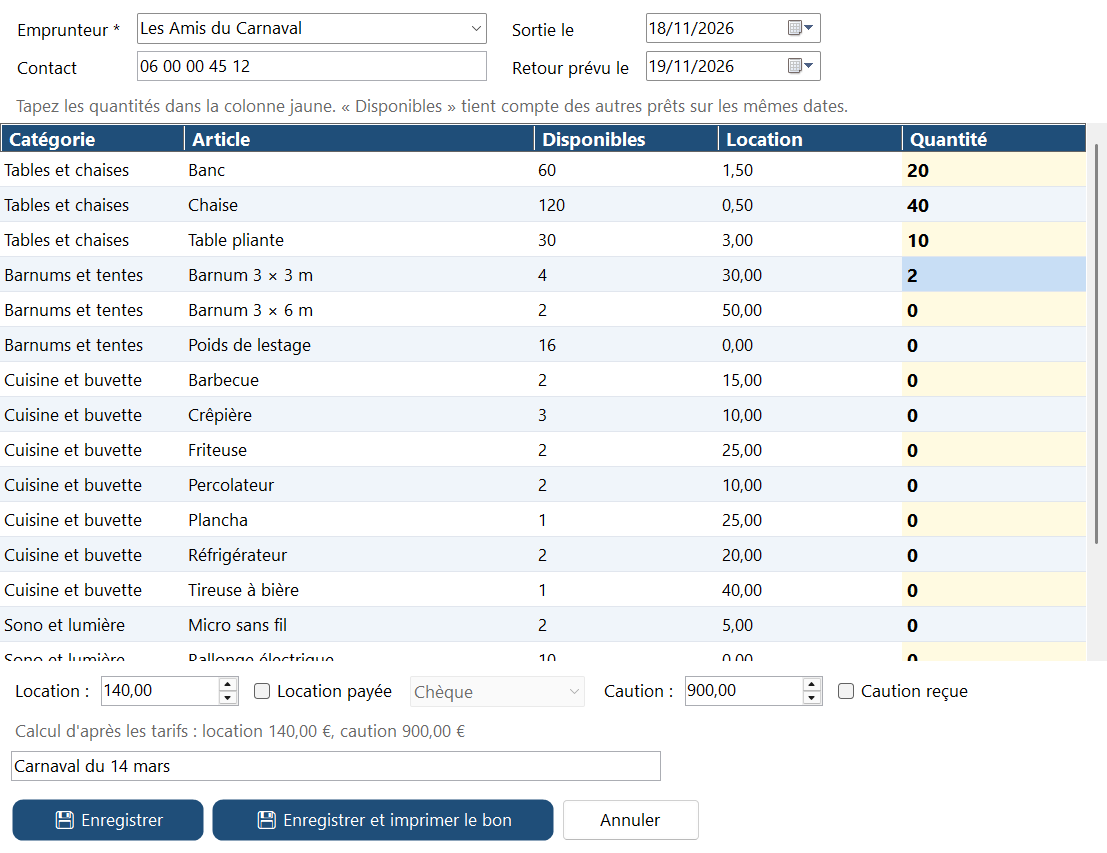 Emprunteur * Les Amis du Carnaval Sortie le 18/11/2026
Contact 06 00 00 45 12 Retour prévu le 19/11/2026
Tapez les quantités dans la colonne jaune. « Disponibles » tient compte des autres prêts sur les mêmes dates.
Catégorie Article Disponibles Location Quantité
Tables et chaises Banc 60 1,50 20
Tables et chaises Chaise 120 0,50 40
Tables et chaises Table pliante 30 3,00 10
Barnums et tentes Barnum 3 × 3 m 4 30,00 2
Barnums et tentes Barnum 3 × 6 m 2 50,00 0
Barnums et tentes Poids de lestage 16 0,00 0
Cuisine et buvette Barbecue 2 15,00 0
Cuisine et buvette Crêpière 3 10,00 0
Cuisine et buvette Friteuse 2 25,00 0
Cuisine et buvette Percolateur 2 10,00 0
Cuisine et buvette Plancha 1 25,00 0
Cuisine et buvette Réfrigérateur 2 20,00 0
Cuisine et buvette Tireuse à bière 1 40,00 0
Sono et lumière Micro sans fil 2 5,00 0
Sono et lumière Rallonge électrique 10 0,00 0
Location : 140,00 Location payée Chèque Caution : 900,00 Caution reçue
Calcul d'après les tarifs : location 140,00 €, caution 900,00 €
Carnaval du 14 mars
Enregistrer Enregistrer et imprimer le bon Annuler